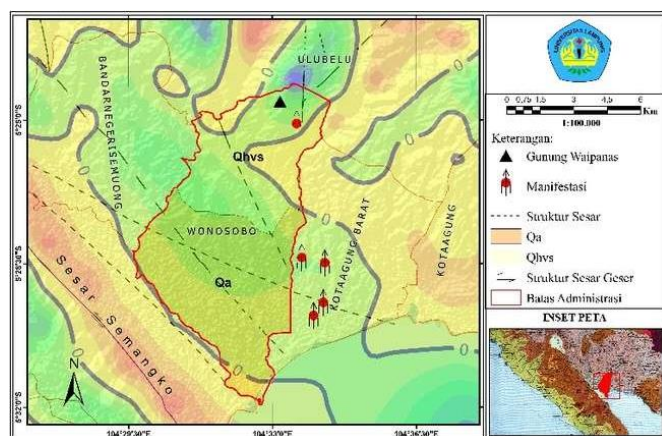 ULUBELU
BANDARNEGERISEMUONG
Qhvs
WONOSOBO
Qa
KOTAAGUNG BARAT
KOTAAGUNG
Sesar Semangko
N
0
0
0
0
0
0
104°29'30"E
104°33'0"E
104°36'30"E
5°28'30"S
5°32'0"S
UNIVERSITAS LAMPUNG
0 0,75 1,5 3 4,5 6
Km
1:100.000
Keterangan:
Gunung Waipanas
Manifestasi
Struktur Sesar
Qa
Qhvs
Struktur Sesar Geser
Batas Administrasi
INSET PETA